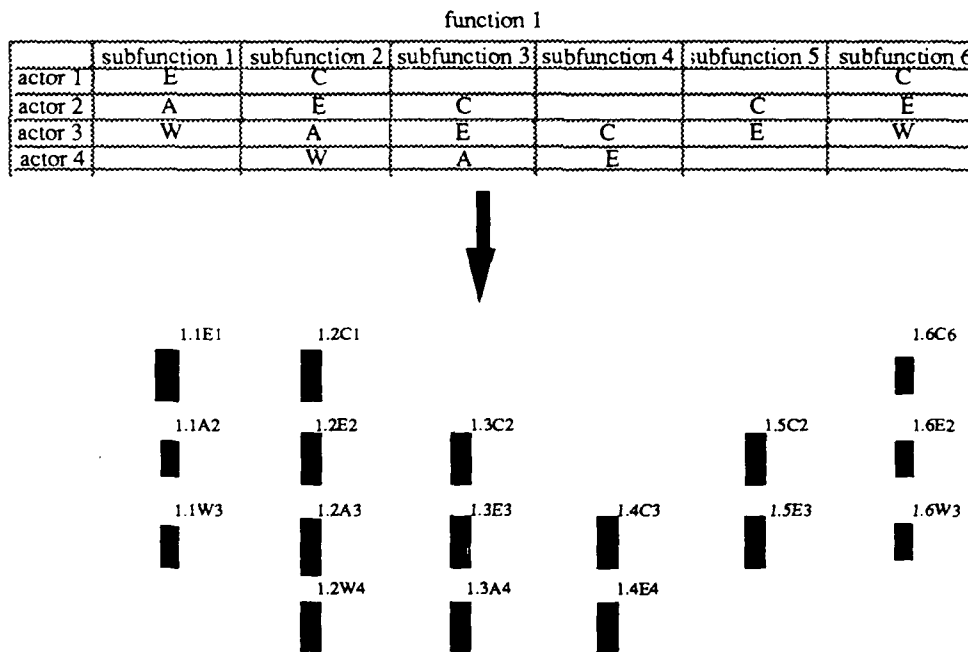 function 1
subfunction 1 subfunction 2 subfunction 3 subfunction 4 subfunction 5 subfunction 6
actor 1 E C C
actor 2 A E C C E
actor 3 W A E C E W
actor 4 W A E
1.1E1 1.2C1 1.6C6
1.1A2 1.2E2 1.3C2 1.5C2 1.6E2
1.1W3 1.2A3 1.3E3 1.4C3 1.5E3 1.6W3
1.2W4 1.3A4 1.4E4